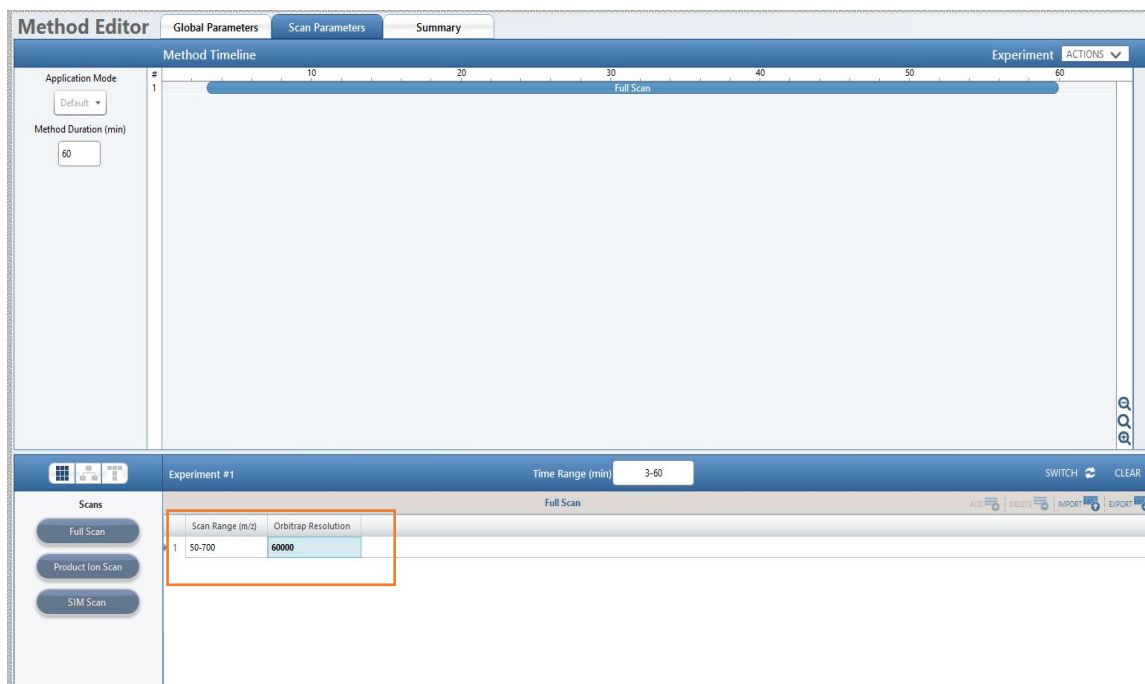 Method Editor Global Parameters Scan Parameters Summary
Method Timeline Experiment ACTIONS
Application Mode # 10 20 30 40 50 60
1 Full Scan
Default
Method Duration (min)
60
Experiment #1 Time Range (min) 3-60 SWITCH CLEAR
Scans Full Scan ADD DELETE IMPORT EXPORT
Full Scan Scan Range (m/z) Orbitrap Resolution
1 50-700 60000
Product Ion Scan
SIM Scan